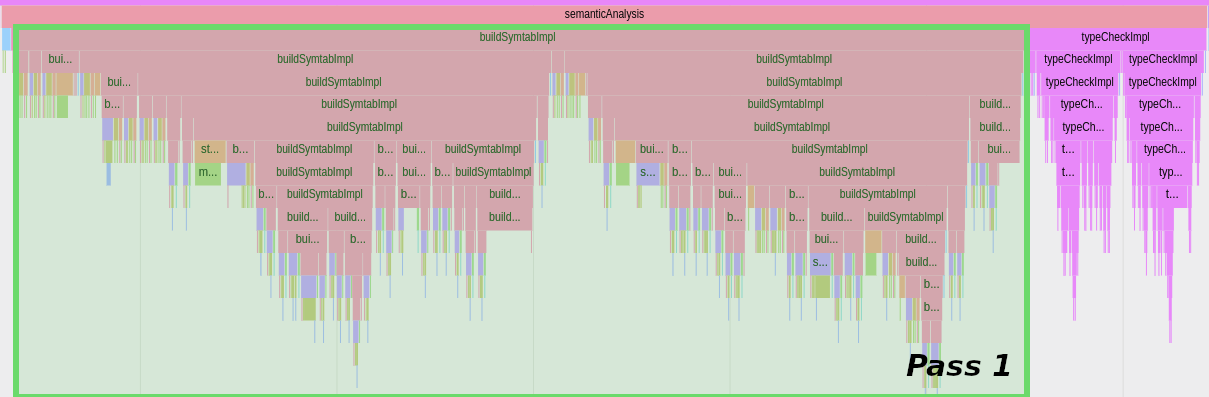 semanticAnalysis
buildSymtabImpl typeCheckImpl
bui... buildSymtabImpl buildSymtabImpl typeCheckImpl typeCheckImpl
bui... buildSymtabImpl buildSymtabImpl typeCheckImpl typeCheckImpl
b... buildSymtabImpl buildSymtabImpl build... typeCh... typeCh...
buildSymtabImpl buildSymtabImpl build... typeCh... typeCh...
st... b... buildSymtabImpl b... bui... buildSymtabImpl bui... b... buildSymtabImpl bui... t... typeCh...
m... buildSymtabImpl b... bui... b... buildSymtabImpl s... b... b... bui... buildSymtabImpl t... typ...
b... buildSymtabImpl b... bui... b... buildSymtabImpl t...
build... build... build... b... b... build... buildSymtabImpl
bui... b... bui... build...
s... build...
b...
b...
Pass 1